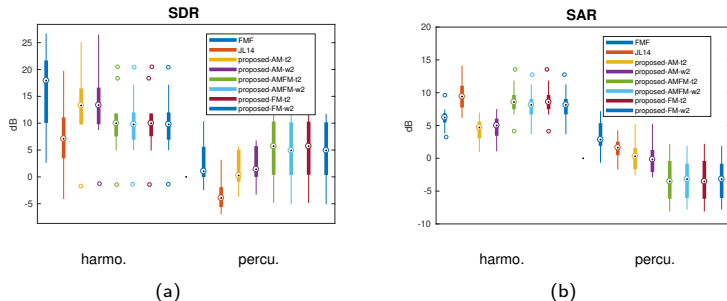 SDR
25
20
15
10
5
0
-5
dB
FMF
JL14
proposed-AM-t2
proposed-AM-w2
proposed-AMFM-t2
proposed-AMFM-w2
proposed-FM-t2
proposed-FM-w2
harmo.
percu.
(a)
SAR
20
15
10
5
0
-5
-10
dB
FMF
JL14
proposed-AM-t2
proposed-AM-w2
proposed-AMFM-t2
proposed-AMFM-w2
proposed-FM-t2
proposed-FM-w2
harmo.
percu.
(b)